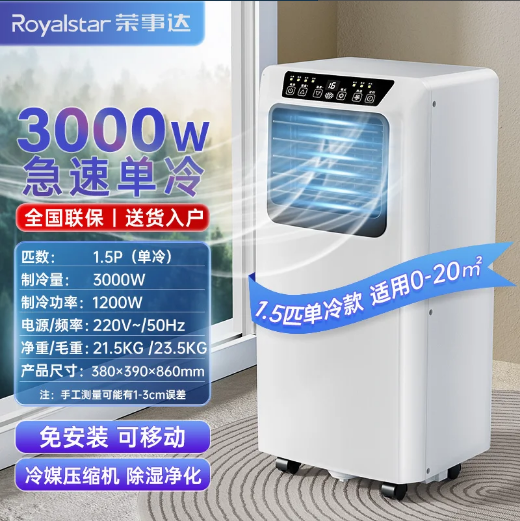 Royalstar 荣事达
3000W
急速单冷
全国联保 | 送货入户
匹数: 1.5P（单冷）
制冷量: 3000W
制冷功率: 1200W
电源/频率: 220V~/50Hz
净重/毛重: 21.5KG /23.5KG
产品尺寸: 380×390×860mm
注：手工测量可能有1-3cm误差
免安装 可移动
冷媒压缩机 除湿净化
16
1.5匹单冷款 适用0-20㎡